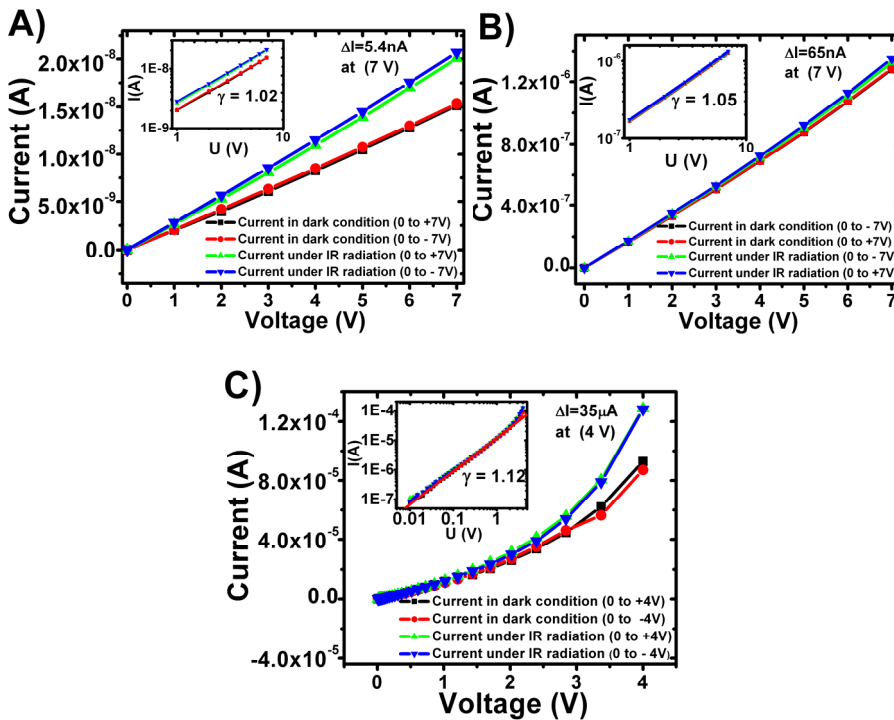 A)
Current (A)
2.0x10⁻⁸
1.5x10⁻⁸
1.0x10⁻⁸
5.0x10⁻⁹
0.0
ΔI=5.4nA
at (7 V)
I(A)
1E-8
1E-9
γ = 1.02
1 10
U (V)
Current in dark condition (0 to +7V)
Current in dark condition (0 to - 7V)
Current under IR radiation (0 to +7V)
Current under IR radiation (0 to - 7V)
0 1 2 3 4 5 6 7
Voltage (V)
B)
Current (A)
1.2x10⁻⁶
8.0x10⁻⁷
4.0x10⁻⁷
0.0
ΔI=65nA
at (7 V)
I(A)
10⁻⁶
10⁻⁷
γ = 1.05
1 10
U (V)
Current in dark condition (0 to - 7V)
Current in dark condition (0 to +7V)
Current under IR radiation (0 to - 7V)
Current under IR radiation (0 to +7V)
0 1 2 3 4 5 6 7
Voltage (V)
C)
Current (A)
1.2x10⁻⁴
8.0x10⁻⁵
4.0x10⁻⁵
0.0
-4.0x10⁻⁵
ΔI=35µA
at (4 V)
I(A)
1E-4
1E-5
1E-6
1E-7
γ = 1.12
0.01 0.1 1
U (V)
Current in dark condition (0 to +4V)
Current in dark condition (0 to -4V)
Current under IR radiation (0 to +4V)
Current under IR radiation (0 to - 4V)
0 1 2 3 4
Voltage (V)